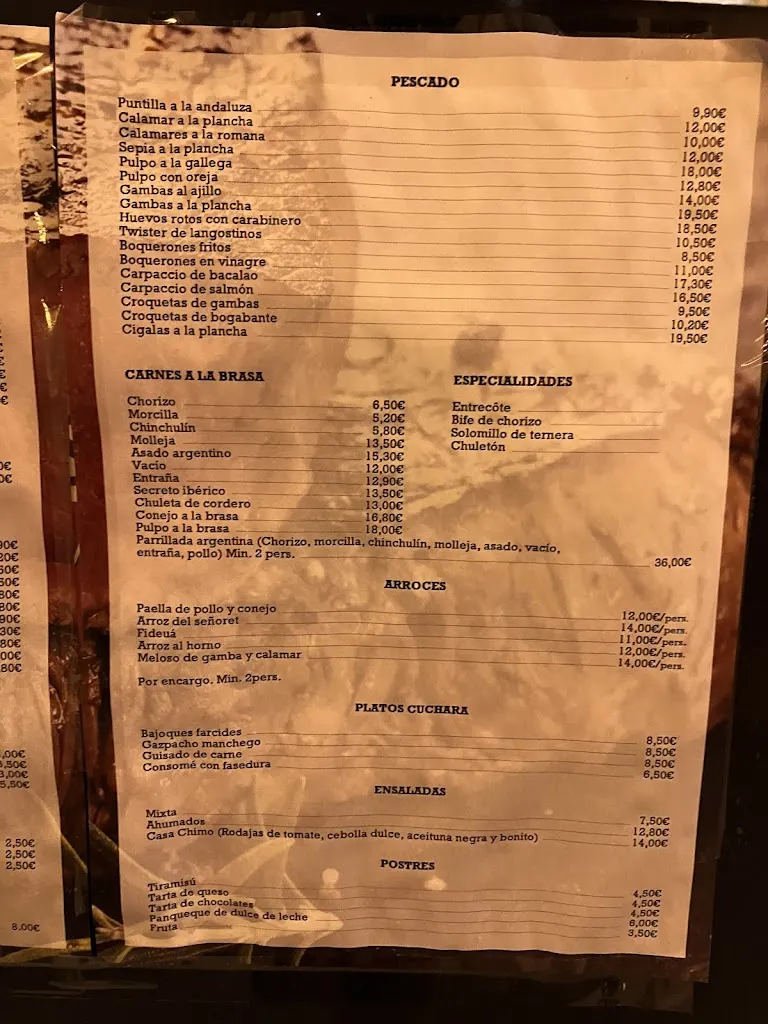 PESCADO
Puntilla a la andaluza 9,90€
Calamar a la plancha 12,00€
Calamares a la romana 10,00€
Sepia a la plancha 12,00€
Pulpo a la gallega 18,00€
Pulpo con oreja 12,80€
Gambas al ajillo 14,00€
Gambas a la plancha 19,50€
Huevos rotos con carabinero 18,50€
Twister de langostinos 10,50€
Boquerones fritos 8,50€
Boquerones en vinagre 11,00€
Carpaccio de bacalao 17,30€
Carpaccio de salmón 16,50€
Croquetas de gambas 9,50€
Croquetas de bogabante 10,20€
Cigalas a la plancha 19,50€
CARNES A LA BRASA
Chorizo 6,50€
Morcilla 5,20€
Chinchulín 5,80€
Molleja 13,50€
Asado argentino 15,30€
Vacío 12,00€
Entraña 12,90€
Secreto ibérico 13,50€
Chuleta de cordero 13,00€
Conejo a la brasa 16,80€
Pulpo a la brasa 18,00€
Parrillada argentina (Chorizo, morcilla, chinchulín, molleja, asado, vacío,
entraña, pollo) Min. 2 pers. 36,00€
ESPECIALIDADES
Entrecôte
Bife de chorizo
Solomillo de ternera
Chuletón
ARROCES
Paella de pollo y conejo 12,00€/pers.
Arroz del señoret 14,00€/pers.
Fideuá 11,00€/pers.
Arroz al horno 12,00€/pers.
Meloso de gamba y calamar 14,00€/pers.
Por encargo. Min. 2pers.
PLATOS CUCHARA
Bajoques farcides 8,50€
Gazpacho manchego 8,50€
Guisado de carne 8,50€
Consomé con fasedura 6,50€
ENSALADAS
Mixta 7,50€
Ahumados 12,80€
Casa Chimo (Rodajas de tomate, cebolla dulce, aceituna negra y bonito) 14,00€
POSTRES
Tiramisú 4,50€
Tarta de queso 4,50€
Tarta de chocolates 4,50€
Panqueque de dulce de leche 6,00€
Fruta 3,50€
2,50€
2,50€
2,50€
8,00€